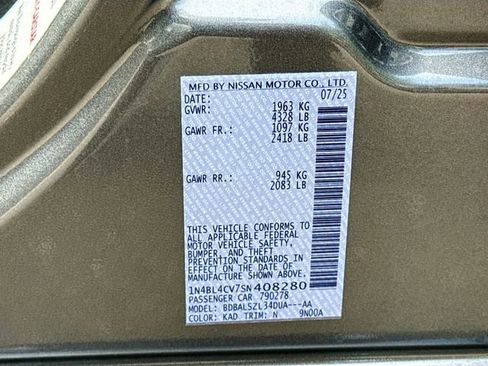 MFD BY NISSAN MOTOR CO., LTD.
DATE: 07/25
GVWR: 1963 KG
4328 LB
GAWR FR.: 1097 KG
2418 LB
GAWR RR.: 945 KG
2083 LB
THIS VEHICLE CONFORMS TO
ALL APPLICABLE FEDERAL
MOTOR VEHICLE SAFETY,
BUMPER, AND THEFT
PREVENTION STANDARDS IN
EFFECT ON THE DATE OF
MANUFACTURE SHOWN ABOVE.
1N4BL4CV7SN408280
PASSENGER CAR 790278
MODEL: BDBALSZL34DUA---AA
COLOR: KAD TRIM: N 9N00A